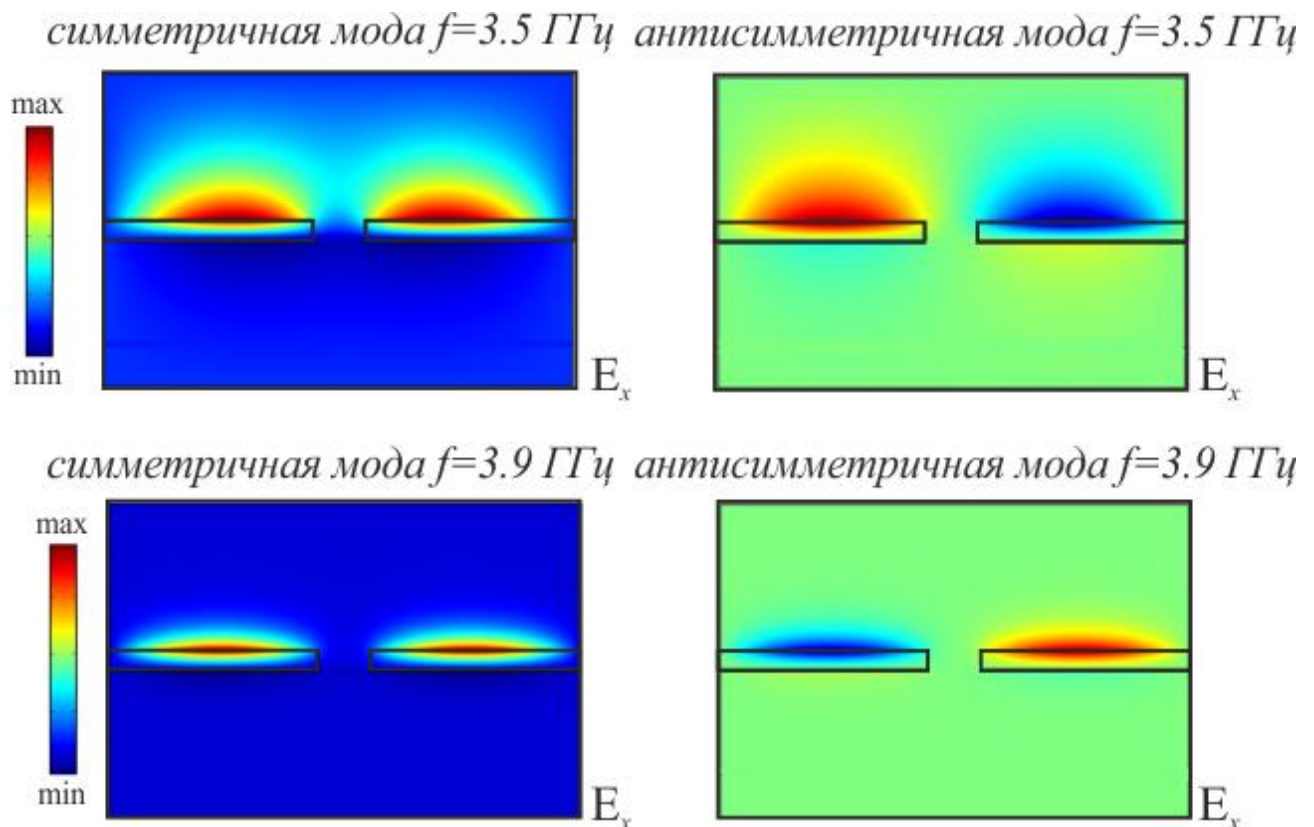 симметричная мода f=3.5 ГГц антисимметричная мода f=3.5 ГГц
max
min
Eₓ Eₓ
симметричная мода f=3.9 ГГц антисимметричная мода f=3.9 ГГц
max
min
Eₓ Eₓ